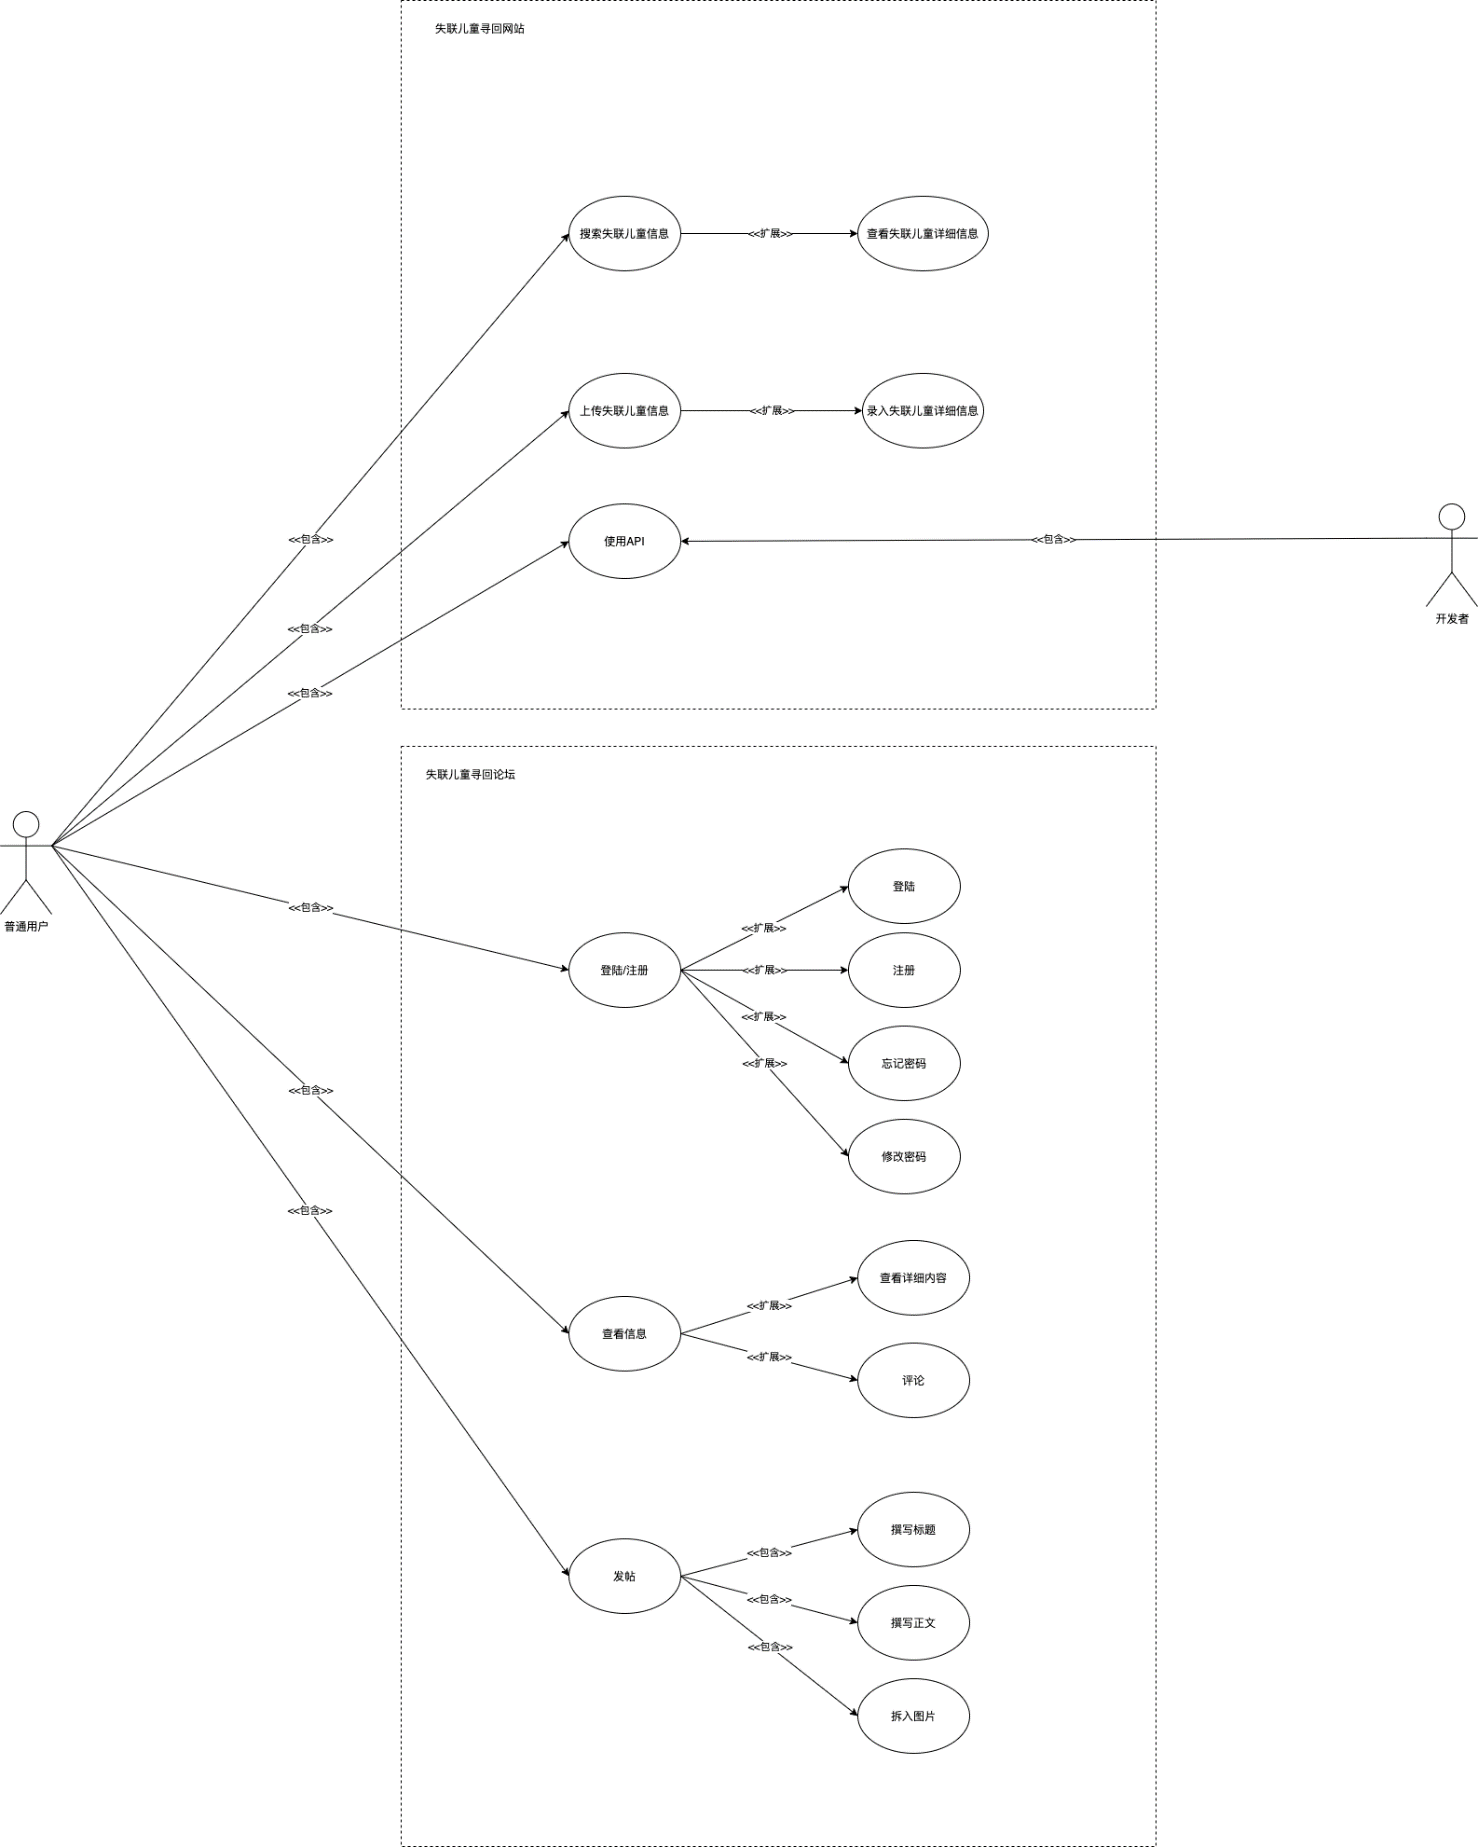 失联儿童寻回网站
搜索失联儿童信息
<<扩展>>
查看失联儿童详细信息
上传失联儿童信息
<<扩展>>
录入失联儿童详细信息
<<包含>>
使用API
<<包含>>
开发者
<<包含>>
<<包含>>
失联儿童寻回论坛
普通用户
<<包含>>
登陆/注册
<<扩展>>
登陆
<<扩展>>
注册
<<扩展>>
忘记密码
<<扩展>>
修改密码
<<包含>>
<<包含>>
查看信息
<<扩展>>
查看详细内容
<<扩展>>
评论
发帖
<<包含>>
撰写标题
<<包含>>
撰写正文
<<包含>>
拆入图片